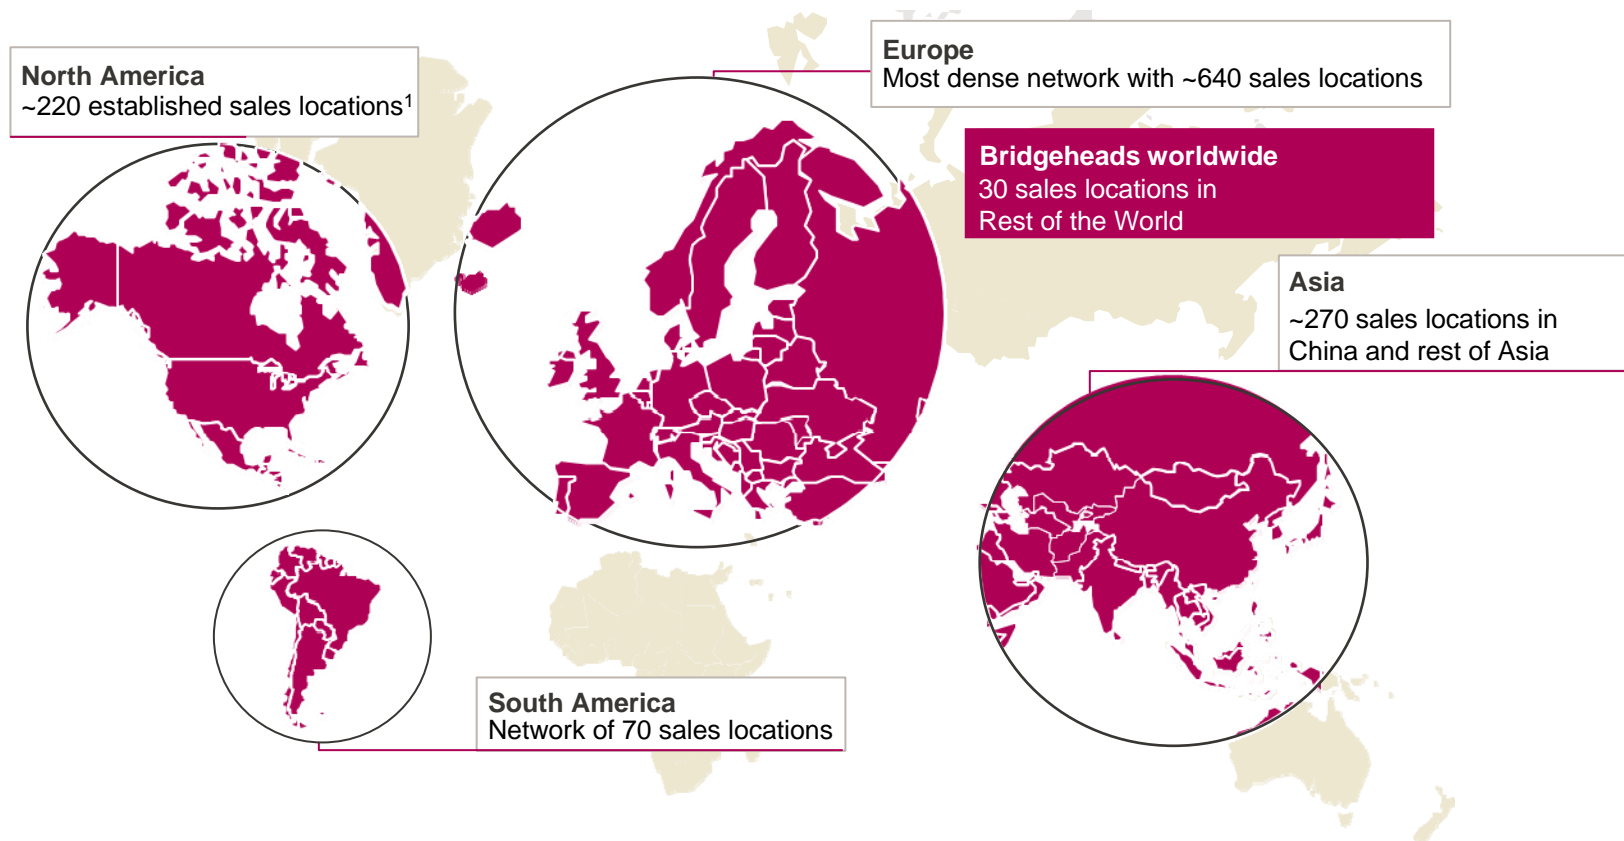 North America
~220 established sales locations¹
Europe
Most dense network with ~640 sales locations
Bridgeheads worldwide
30 sales locations in
Rest of the World
Asia
~270 sales locations in
China and rest of Asia
South America
Network of 70 sales locations